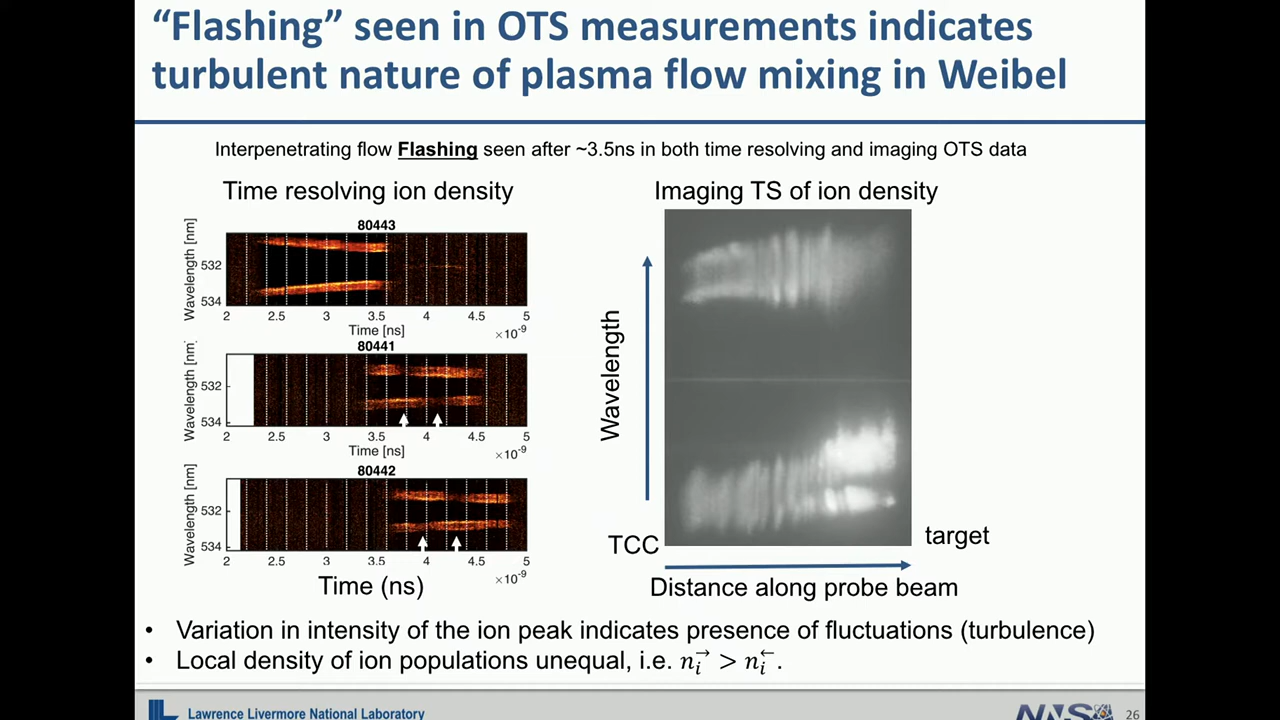 “Flashing” seen in OTS measurements indicates
turbulent nature of plasma flow mixing in Weibel
Interpenetrating flow Flashing seen after ~3.5ns in both time resolving and imaging OTS data
Time resolving ion density
80443
Wavelength [nm]
532
534
2 2.5 3 3.5 4 4.5 5
Time [ns]
×10⁻⁹
80441
Wavelength [nm]
532
534
2 2.5 3 3.5 4 4.5 5
Time [ns]
×10⁻⁹
80442
Wavelength [nm]
532
534
2 2.5 3 3.5 4 4.5 5
×10⁻⁹
Time (ns)
Imaging TS of ion density
Wavelength
TCC
target
Distance along probe beam
• Variation in intensity of the ion peak indicates presence of fluctuations (turbulence)
• Local density of ion populations unequal, i.e. nᵢ→ > nᵢ←.
Lawrence Livermore National Laboratory
26